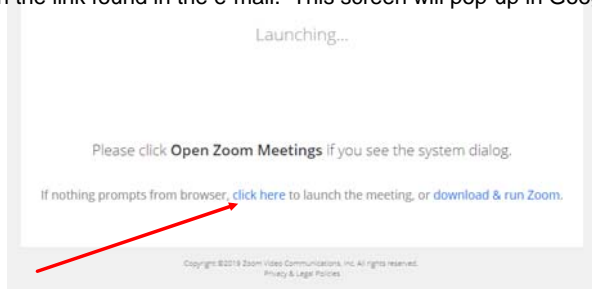 the link found in the e-mail. This screen will pop-up in
Launching...
Please click Open Zoom Meetings if you see the system dialog.
If nothing prompts from browser, click here to launch the meeting, or download & run Zoom.
Copyright ©2019 Zoom Video Communications, Inc. All rights reserved.
Privacy & Legal Policies